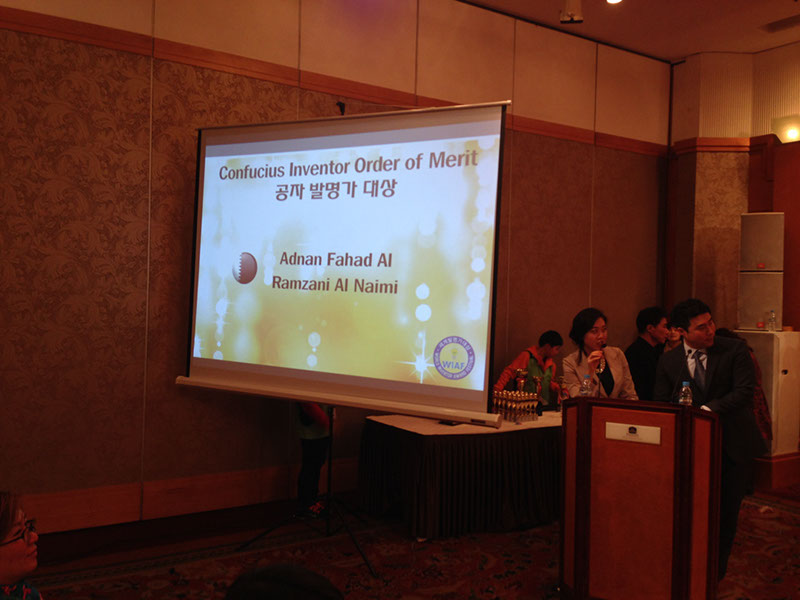 Confucius Inventor Order of Merit
공자 발명가 대상
Adnan Fahad Al
Ramzani Al Naimi
WIAF